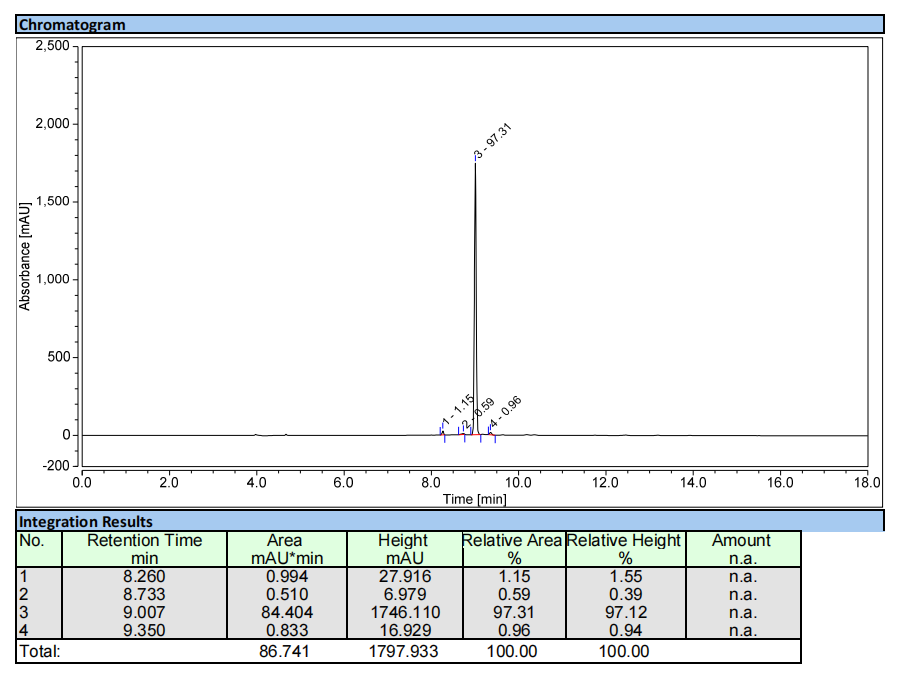 Chromatogram
2,500
2,000
1,500
1,000
500
0
-200
Absorbance [mAU]
3 - 97.31
1 - 1.15
2 - 0.59
4 - 0.96
0.0 2.0 4.0 6.0 8.0 10.0 12.0 14.0 16.0 18.0
Time [min]
Integration Results
No. Retention Time Area Height Relative Area Relative Height Amount
min mAU*min mAU % % n.a.
1 8.260 0.994 27.916 1.15 1.55 n.a.
2 8.733 0.510 6.979 0.59 0.39 n.a.
3 9.007 84.404 1746.110 97.31 97.12 n.a.
4 9.350 0.833 16.929 0.96 0.94 n.a.
Total: 86.741 1797.933 100.00 100.00